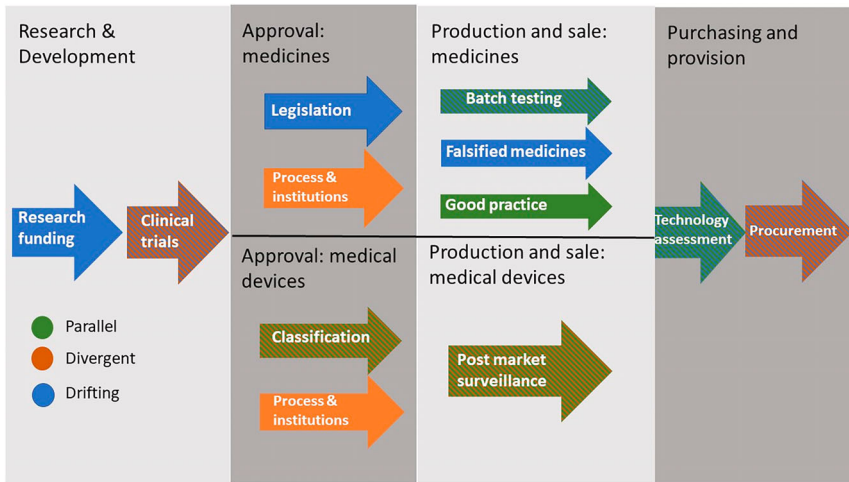 Research &
Development
Research
funding
Clinical
trials
Parallel
Divergent
Drifting
Approval:
medicines
Legislation
Process &
institutions
Approval: medical
devices
Classification
Process &
institutions
Production and sale:
medicines
Batch testing
Falsified medicines
Good practice
Production and sale:
medical devices
Post market
surveillance
Purchasing and
provision
Technology
assessment
Procurement